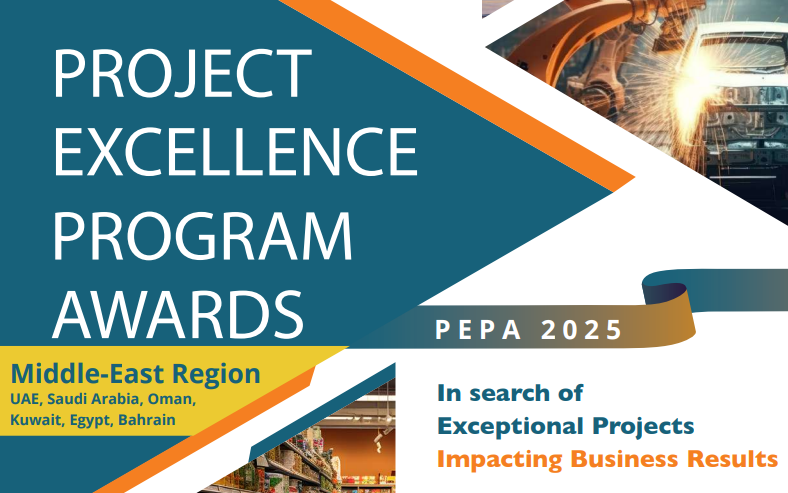 PROJECT
EXCELLENCE
PROGRAM
AWARDS
PEPA 2025
Middle-East Region
UAE, Saudi Arabia, Oman,
Kuwait, Egypt, Bahrain
In search of
Exceptional Projects
Impacting Business Results